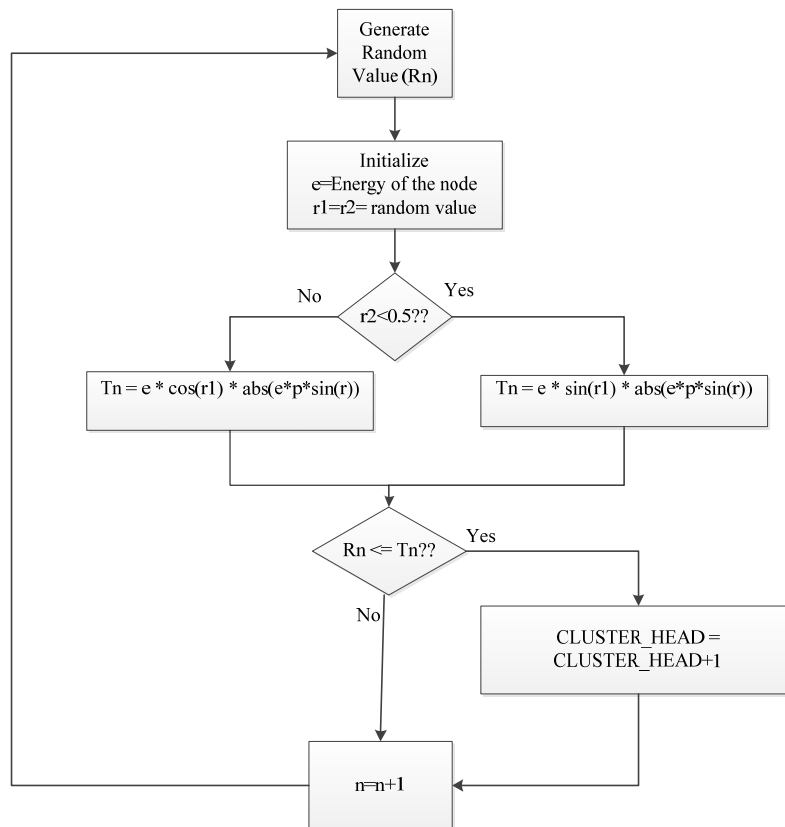 Generate
Random
Value(Rn)
Initialize
e=Energy of the node
r1=r2= random value
No
Yes
r2<0.5??
Tn = e * cos(r1) * abs(e*p*sin(r))
Tn = e * sin(r1) * abs(e*p*sin(r))
Rn <= Tn??
Yes
No
CLUSTER_HEAD =
CLUSTER_HEAD+1
n=n+1